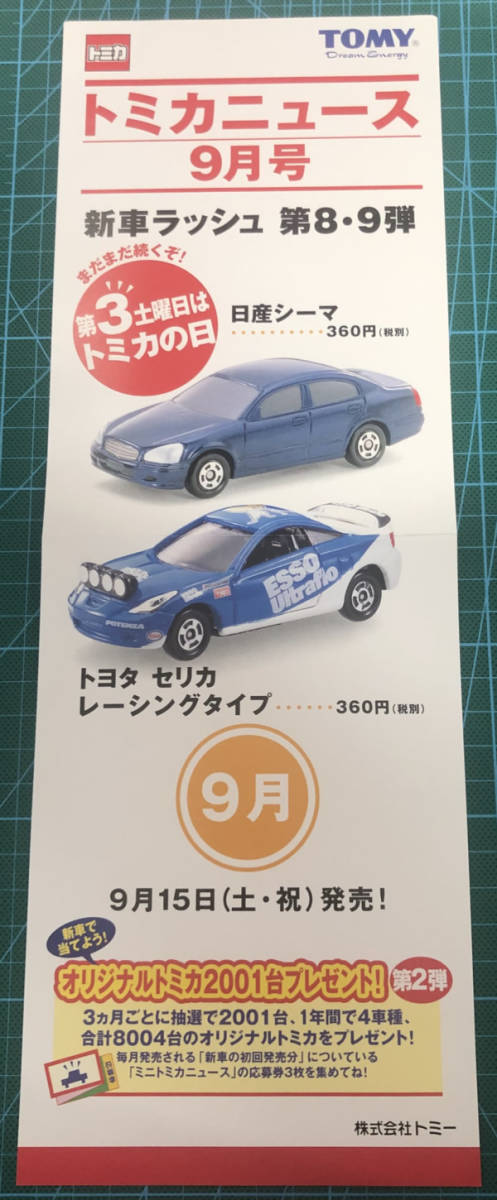 トミカ
TOMY
Dream Energy
トミカニュース
9月号
新車ラッシュ 第8・9弾
まだまだ続くぞ!
第3土曜日は
トミカの日
日産シーマ
・・・・・・・・・・・360円(税別)
ESSO
Ultraflo
POTENZA
トヨタ セリカ
レーシングタイプ・・・・・・360円(税別)
9月
9月15日(土・祝)発売!
新車で
当てよう!
オリジナルトミカ2001台プレゼント! 第2弾
3ヵ月ごとに抽選で2001台、1年間で4車種、
合計8004台のオリジナルトミカをプレゼント!
毎月発売される「新車の初回発売分」についている
「ミニトミカニュース」の応募券3枚を集めてね!
株式会社トミー